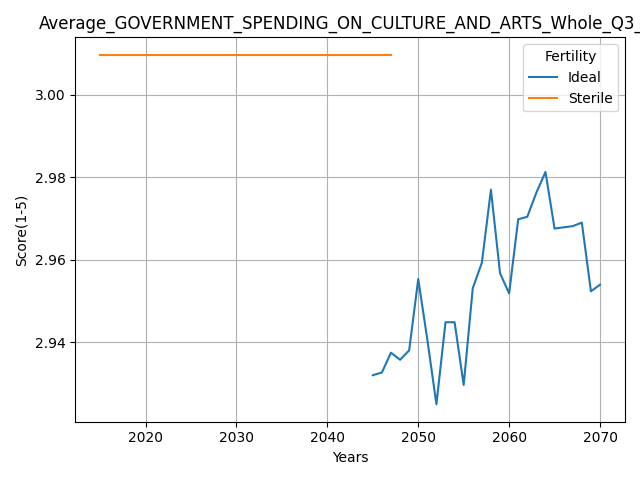 Average_GOVERNMENT_SPENDING_ON_CULTURE_AND_ARTS_Whole_Q3_
Fertility
Ideal
Sterile
3.00
2.98
2.96
2.94
Score(1-5)
2020 2030 2040 2050 2060 2070
Years